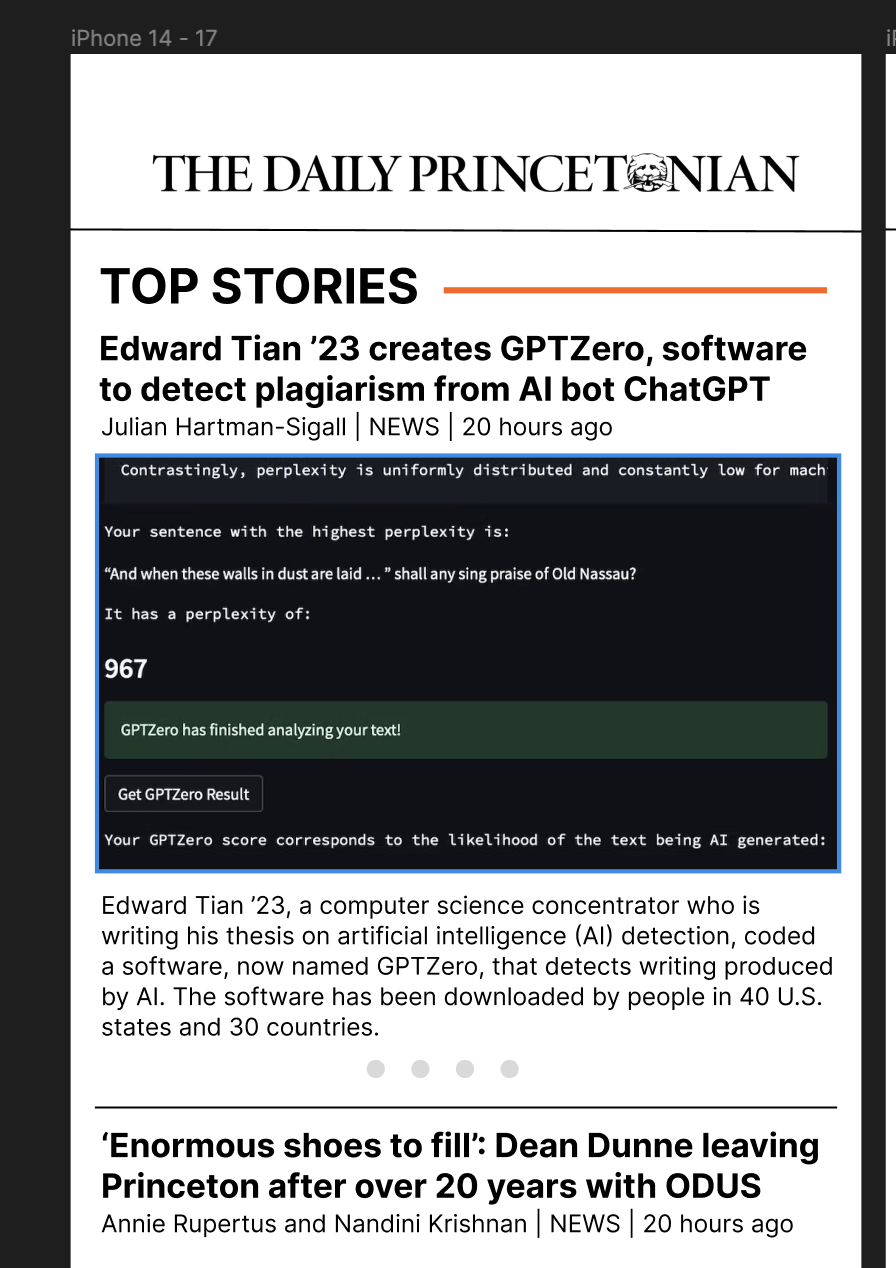 iPhone 14 - 17
THE DAILY PRINCETONIAN
TOP STORIES
Edward Tian ’23 creates GPTZero, software
to detect plagiarism from AI bot ChatGPT
Julian Hartman-Sigall | NEWS | 20 hours ago
Contrastingly, perplexity is uniformly distributed and constantly low for mach
Your sentence with the highest perplexity is:
“And when these walls in dust are laid … ” shall any sing praise of Old Nassau?
It has a perplexity of:
967
GPTZero has finished analyzing your text!
Get GPTZero Result
Your GPTZero score corresponds to the likelihood of the text being AI generated:
Edward Tian ’23, a computer science concentrator who is
writing his thesis on artificial intelligence (AI) detection, coded
a software, now named GPTZero, that detects writing produced
by AI. The software has been downloaded by people in 40 U.S.
states and 30 countries.
‘Enormous shoes to fill’: Dean Dunne leaving
Princeton after over 20 years with ODUS
Annie Rupertus and Nandini Krishnan | NEWS | 20 hours ago